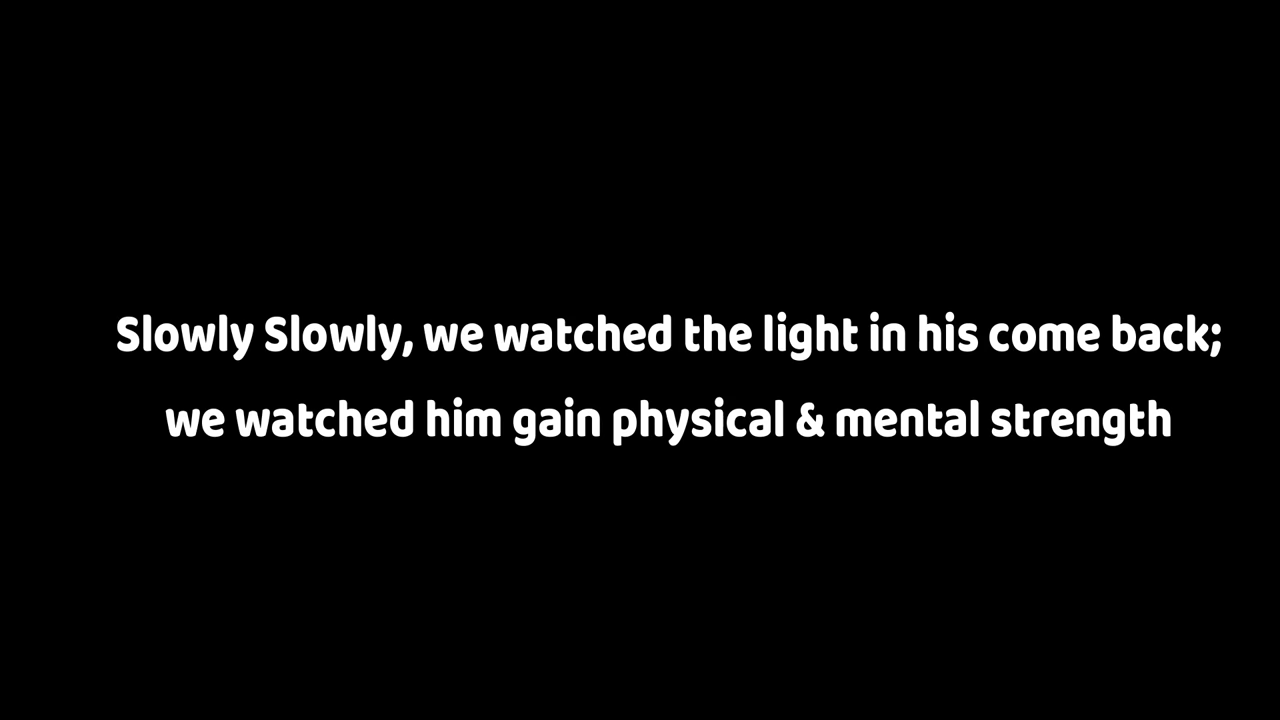 Slowly Slowly, we watched the light in his come back;
we watched him gain physical & mental strength